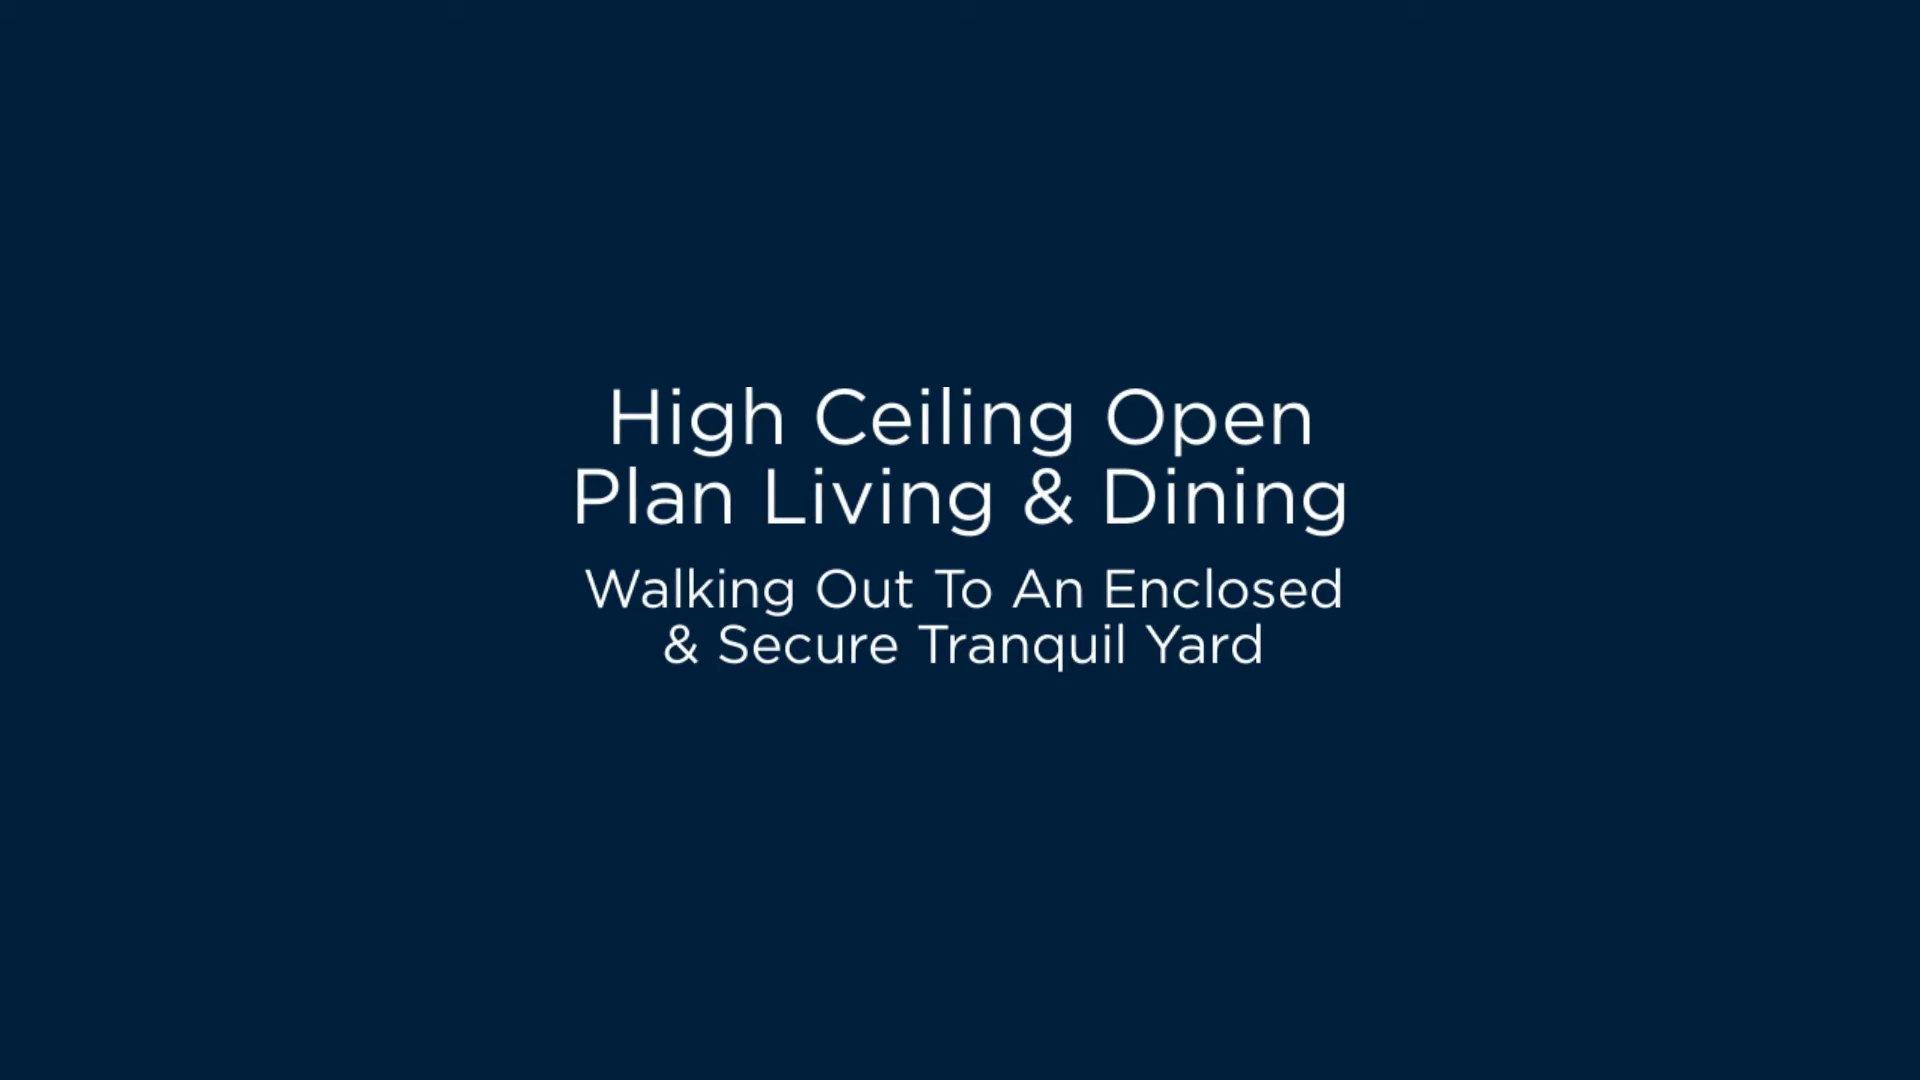 High Ceiling Open
Plan Living & Dining
Walking Out To An Enclosed
& Secure Tranquil Yard